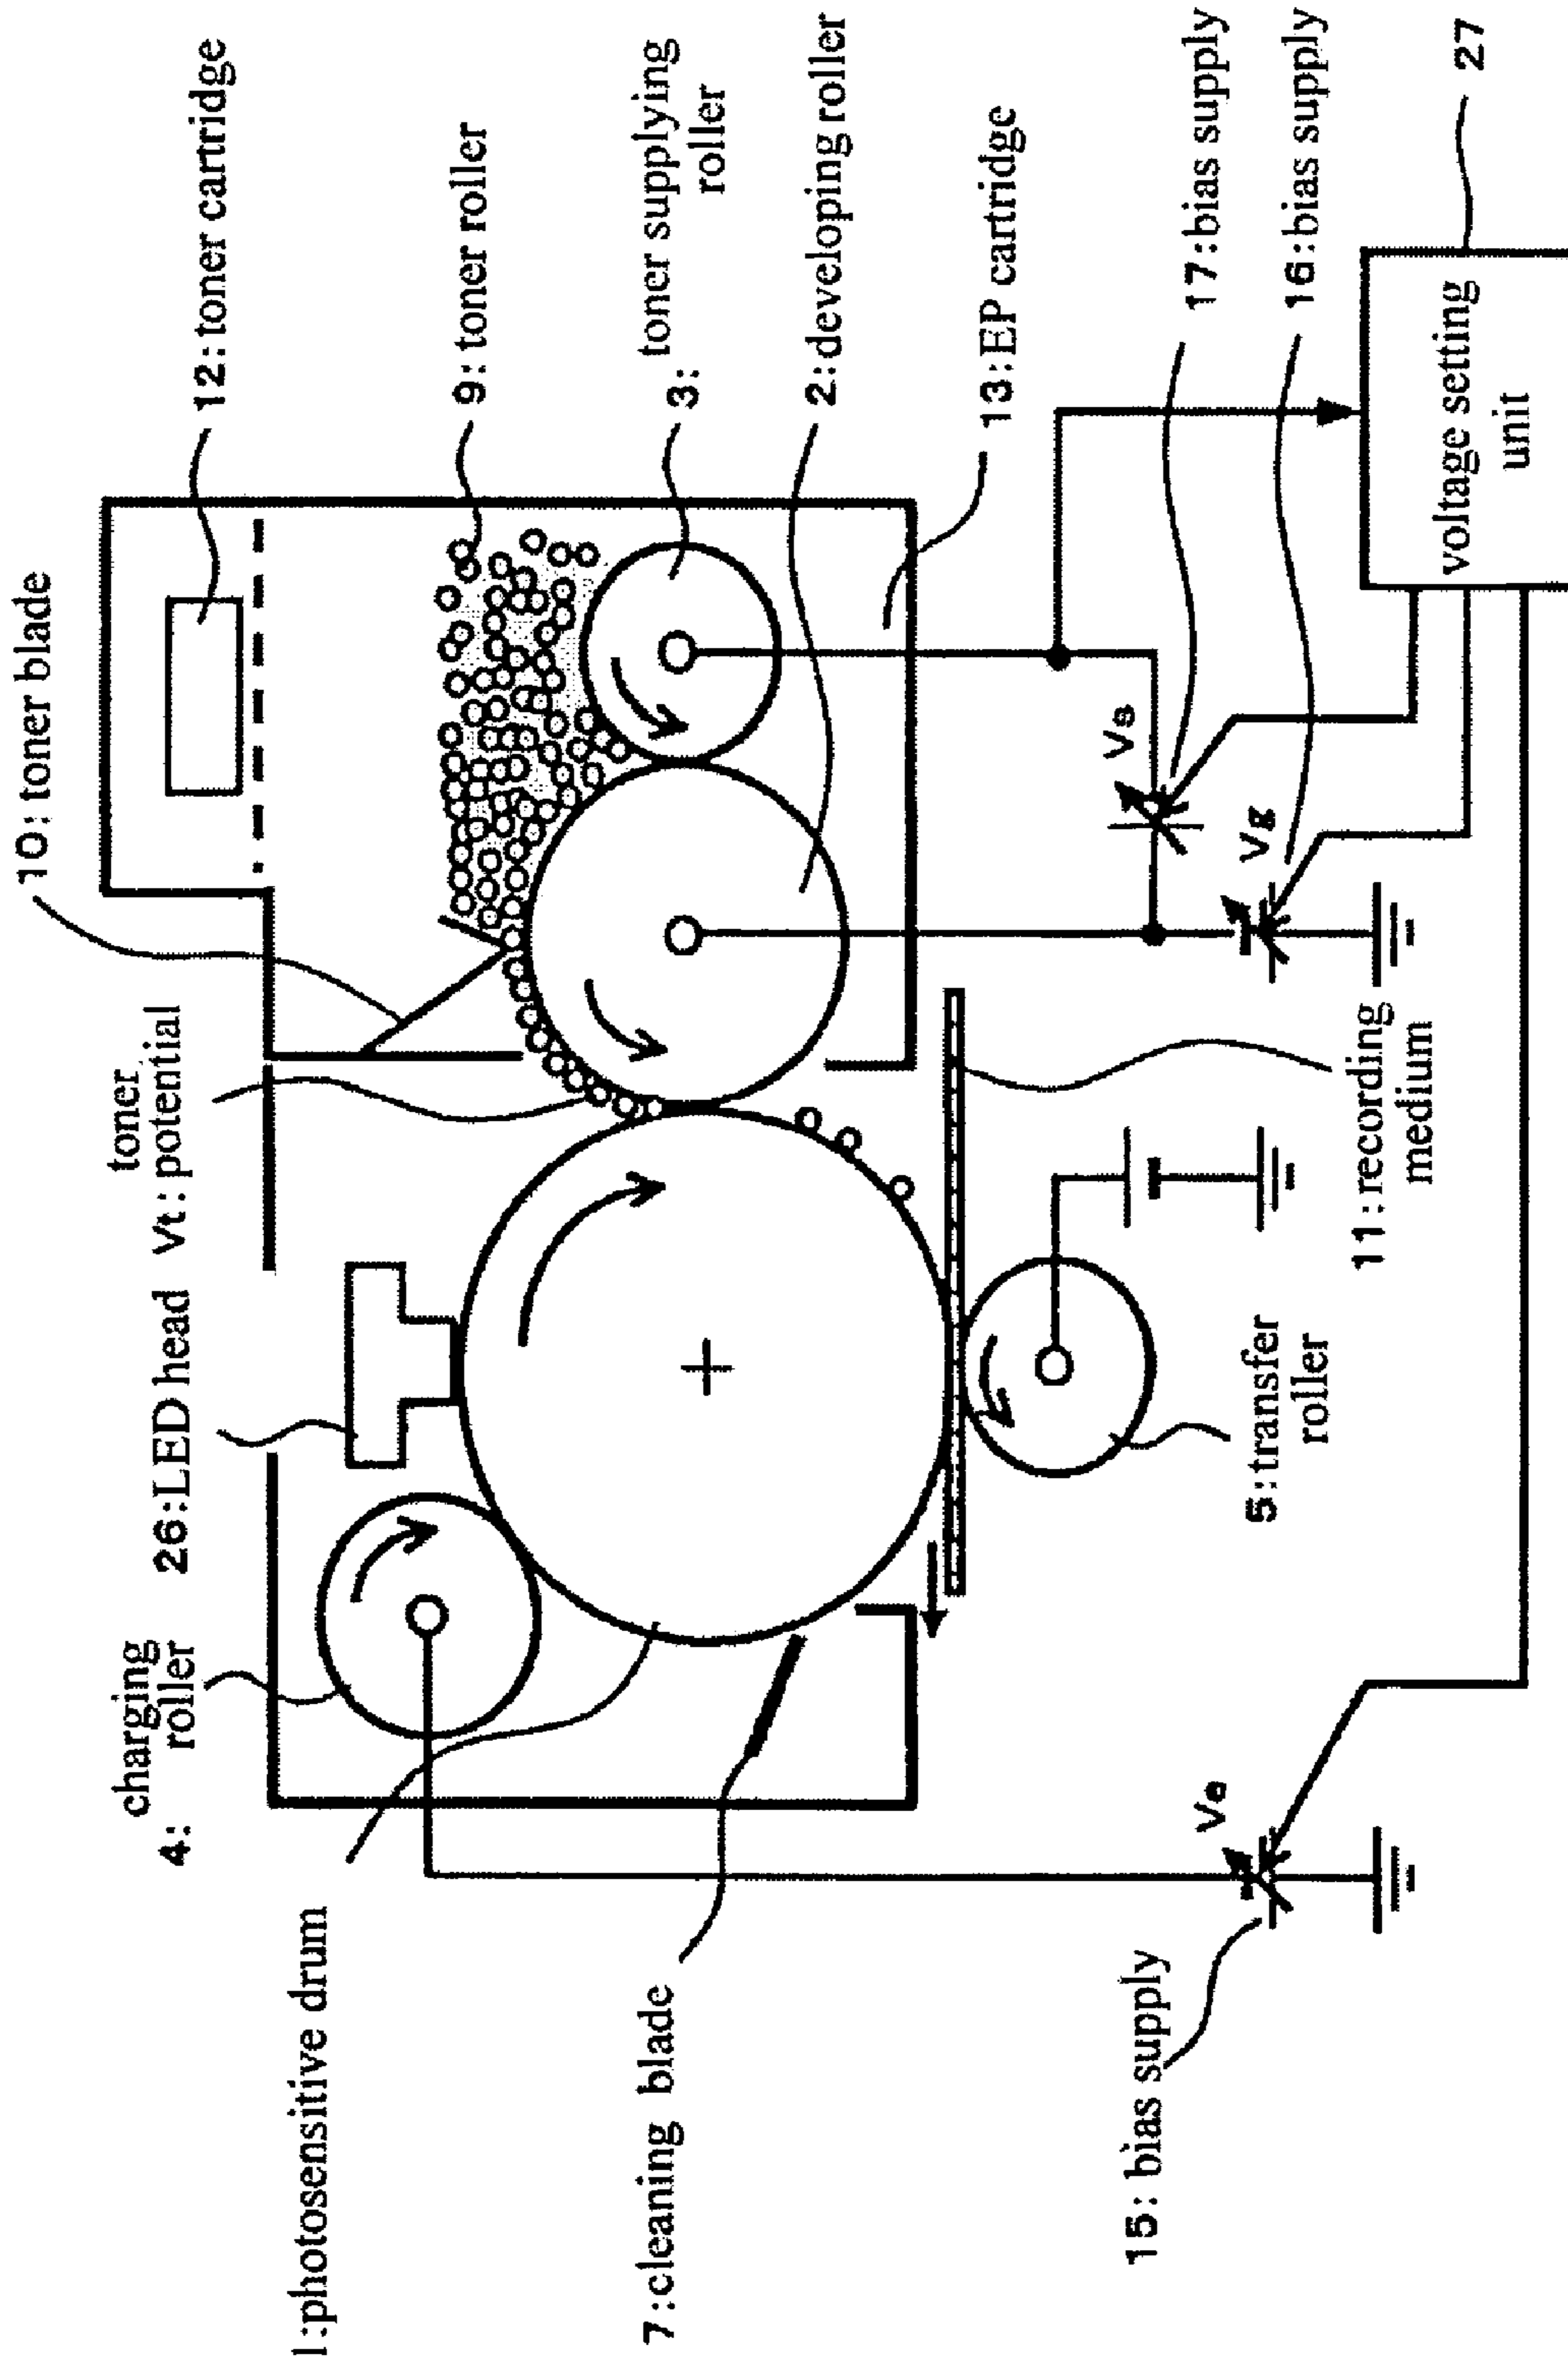 12:toner cartridge
10:toner blade
9:toner roller
toner supplying
3:
roller
2:developing roller
13:EP cartridge
17:bias supply
16:bias supply
27
voltage setting
unit
Vs
Vg
toner
Vt:potential
26:LED head
charging
4: roller
1:photosensitive drum
7:cleaning blade
11:recording
medium
5:transfer
roller
15: bias supply